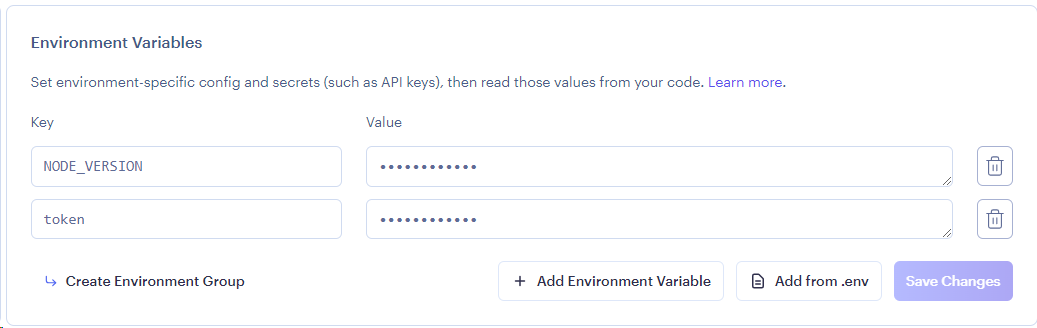 Environment Variables
Set environment-specific config and secrets (such as API keys), then read those values from your code. Learn more.
Key Value
NODE_VERSION ••••••••••••
token ••••••••••••
Create Environment Group + Add Environment Variable Add from .env Save Changes